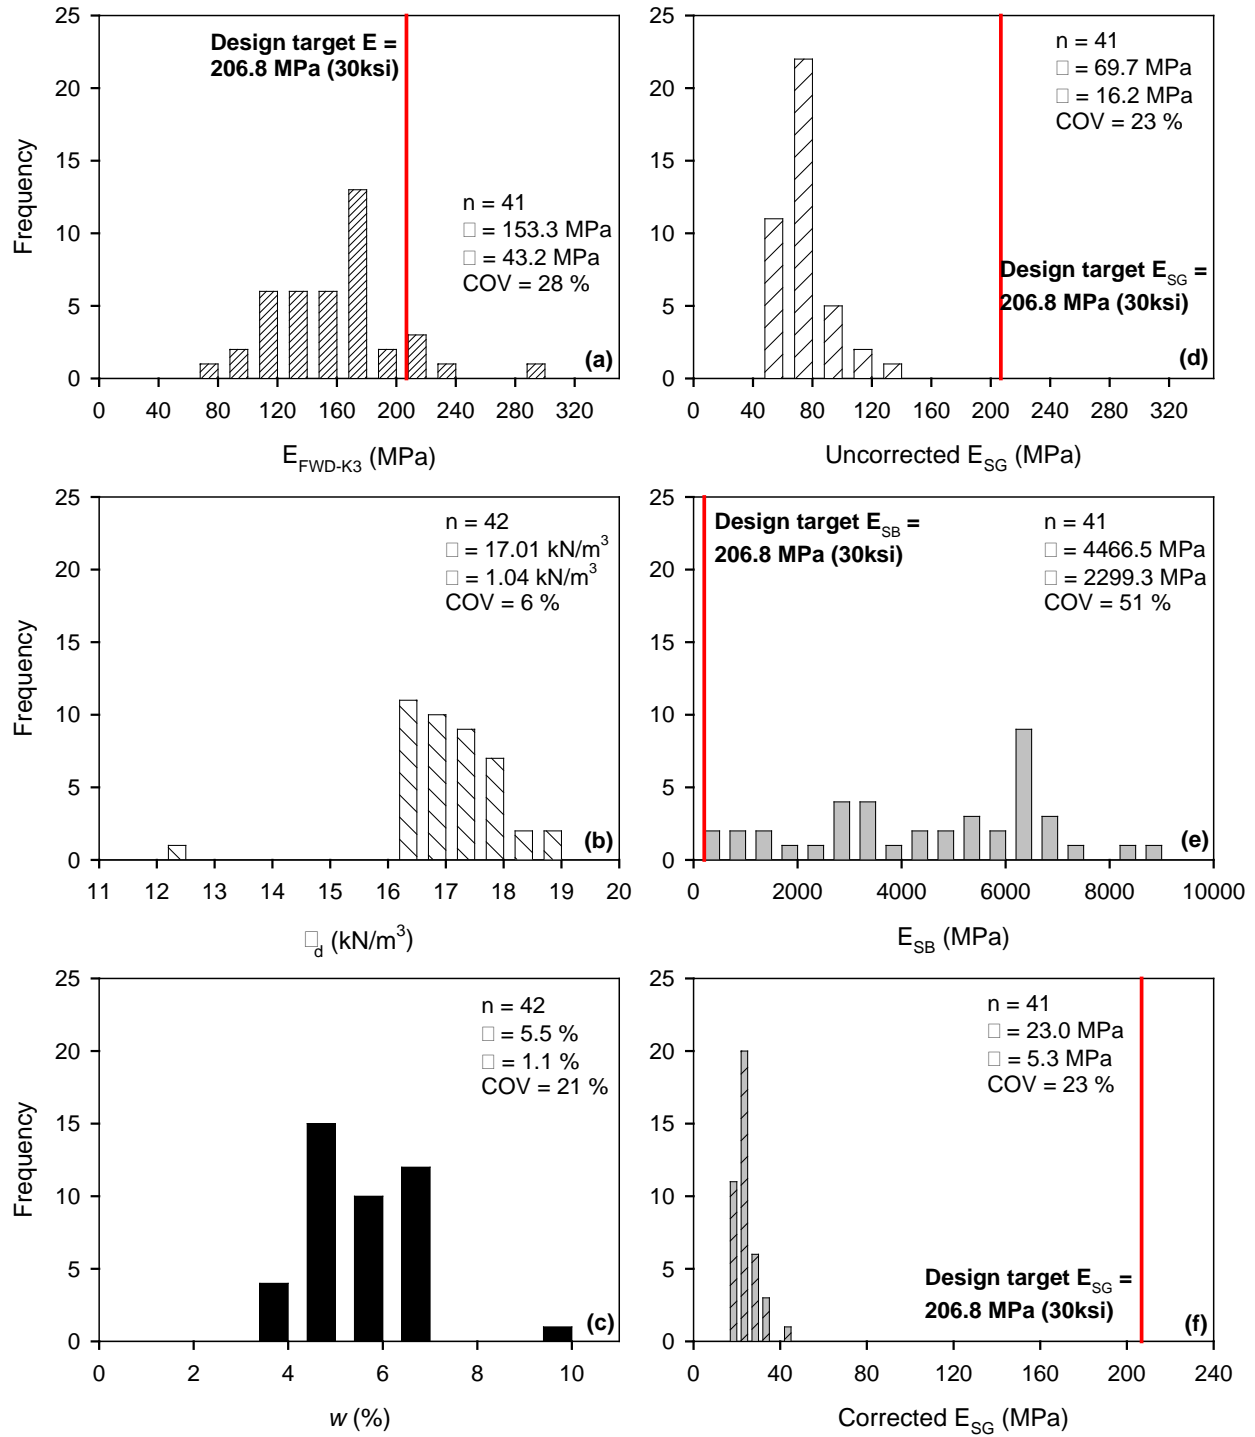 25
20
15
10
5
0
Frequency
Design target E =
206.8 MPa (30ksi)
n = 41
□ = 153.3 MPa
□ = 43.2 MPa
COV = 28 %
(a)
0 40 80 120 160 200 240 280 320
E_FWD-K3 (MPa)
n = 41
□ = 69.7 MPa
□ = 16.2 MPa
COV = 23 %
Design target E_SG =
206.8 MPa (30ksi)
(d)
25
20
15
10
5
0
0 40 80 120 160 200 240 280 320
Uncorrected E_SG (MPa)
25
20
15
10
5
0
Frequency
n = 42
□ = 17.01 kN/m³
□ = 1.04 kN/m³
COV = 6 %
(b)
11 12 13 14 15 16 17 18 19 20
□_d (kN/m³)
25
20
15
10
5
0
Design target E_SB =
206.8 MPa (30ksi)
n = 41
□ = 4466.5 MPa
□ = 2299.3 MPa
COV = 51 %
(e)
0 2000 4000 6000 8000 10000
E_SB (MPa)
25
20
15
10
5
0
Frequency
n = 42
□ = 5.5 %
□ = 1.1 %
COV = 21 %
(c)
0 2 4 6 8 10
w (%)
25
20
15
10
5
0
n = 41
□ = 23.0 MPa
□ = 5.3 MPa
COV = 23 %
Design target E_SG =
206.8 MPa (30ksi)
(f)
0 40 80 120 160 200 240
Corrected E_SG (MPa)